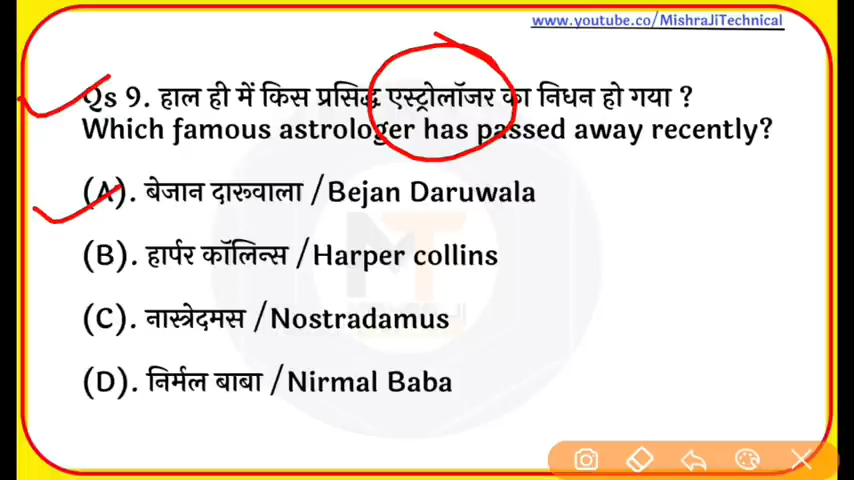 www.youtube.co/MishraJiTechnical
Qs 9. हाल ही में किस प्रसिद्ध एस्ट्रोलॉजर का निधन हो गया ?
Which famous astrologer has passed away recently?
(A). बेजान दारूवाला /Bejan Daruwala
(B). हार्पर कॉलिन्स /Harper collins
(C). नास्त्रेदमस /Nostradamus
(D). निर्मल बाबा /Nirmal Baba